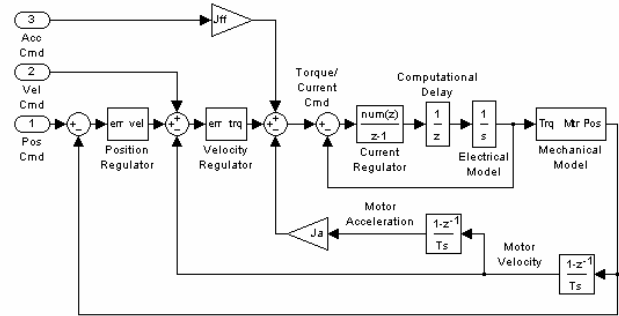 3
Acc
Cmd
Jff
2
Vel
Cmd
1
Pos
Cmd
err vel
Position
Regulator
err trq
Velocity
Regulator
Torque/
Current
Cmd
num(z)
z-1
Current
Regulator
Computational
Delay
1
z
1
s
Electrical
Model
Trq Mtr Pos
Mechanical
Model
Ja
Motor
Acceleration
1-z-1
Ts
Motor
Velocity
1-z-1
Ts